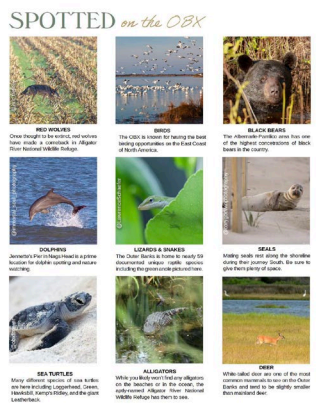 SPOTTED on the OBX
RED WOLVES
Once thought to be extinct, red wolves
have made a comeback in Alligator
River National Wildlife Refuge.
BIRDS
The OBX is known for having the best
birding opportunities on the East Coast
of North America.
BLACK BEARS
The Albemarle-Pamlico area has one
of the highest concetrations of black
bears in the country.
DOLPHINS
Jennette's Pier in Nags Head is a prime
location for dolphin spotting and nature
watching.
LIZARDS & SNAKES
The Outer Banks is home to nearly 59
documented unique reptile species
including the green anole pictured here.
SEALS
Mating seals rest along the shoreline
during their journey South. Be sure to
give them plenty of space.
SEA TURTLES
Many different species of sea turtle
are here including Loggerhead, Green,
Hawksbill, Kemp's Ridley, and the giant
Leatherback.
ALLIGATORS
While you likely won't find any alligators
on the beaches or in the ocean, the
aptly-named Alligator River National
Wildlife Refuge has them to see.
DEER
White-tailed deer are one of the most
common mammals to see on the Outer
Banks and tend to be slightly smaller
than mainland deer.